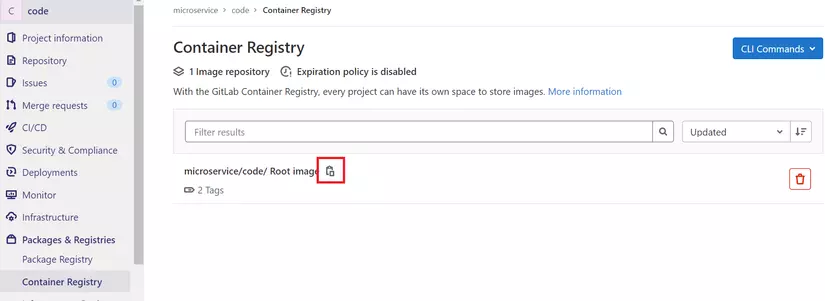 C code
Project information
Repository
Issues 0
Merge requests 0
CI/CD
Security & Compliance
Deployments
Monitor
Infrastructure
Packages & Registries
Package Registry
Container Registry
microservice > code > Container Registry
Container Registry
CLI Commands
1 Image repository Expiration policy is disabled
With the GitLab Container Registry, every project can have its own space to store images. More information
Filter results
Updated
microservice/code/ Root image
2 Tags